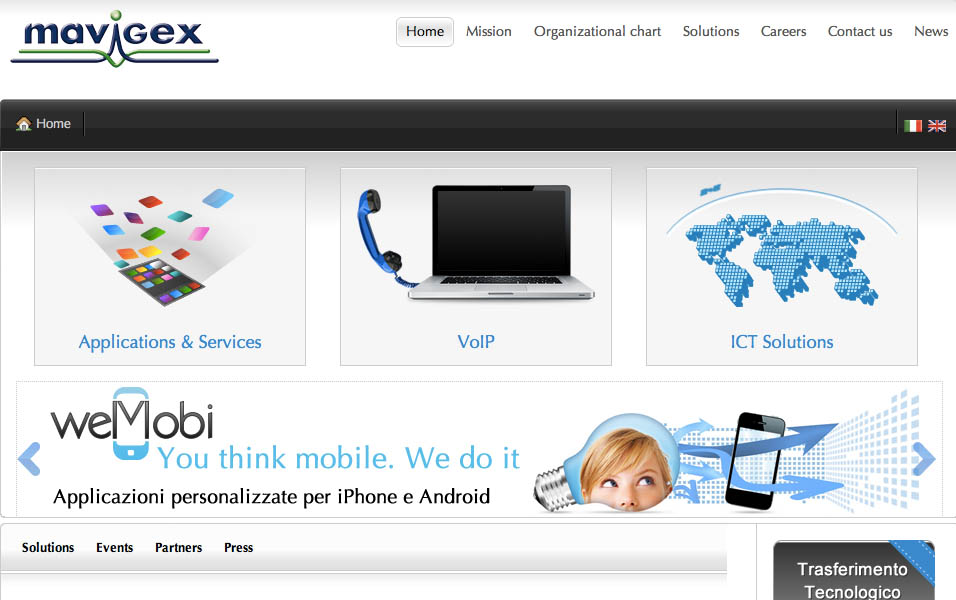 mavigex
Home Mission Organizational chart Solutions Careers Contact us News
Home
Applications & Services
VoIP
ICT Solutions
weMobi
You think mobile. We do it
Applicazioni personalizzate per iPhone e Android
Solutions Events Partners Press
Trasferimento
Tecnologico